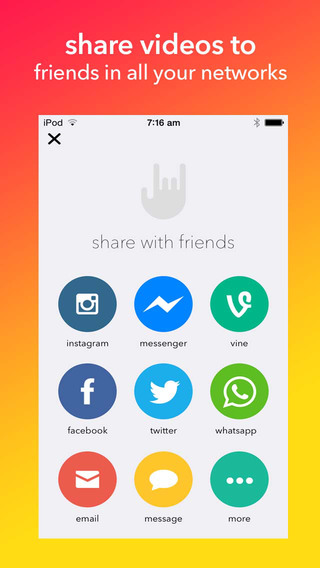 share videos to
friends in all your networks
iPod 7:16 am
share with friends
instagram messenger vine
facebook twitter whatsapp
email message more